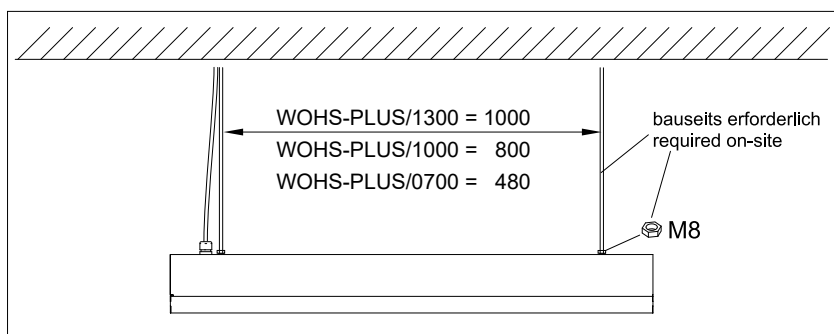 WOHS-PLUS/1300 = 1000
WOHS-PLUS/1000 = 800
WOHS-PLUS/0700 = 480
bauseits erforderlich
required on-site
M8